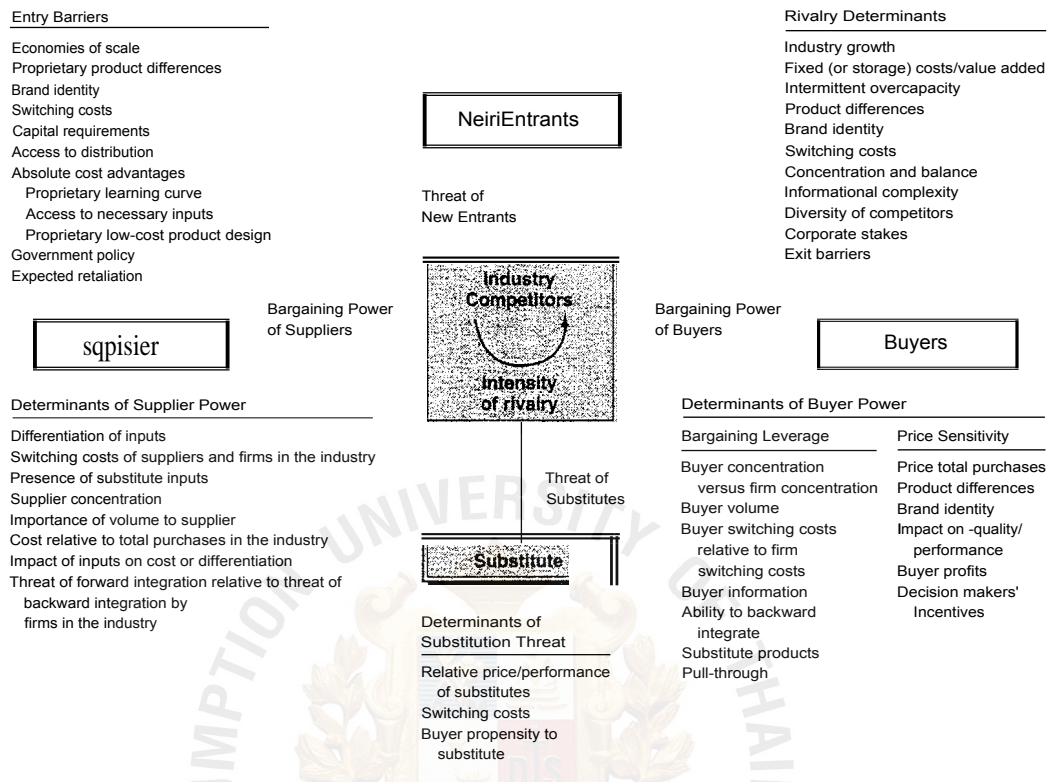 Entry Barriers
Economies of scale
Proprietary product differences
Brand identity
Switching costs
Capital requirements
Access to distribution
Absolute cost advantages
Proprietary learning curve
Access to necessary inputs
Proprietary low-cost product design
Government policy
Expected retaliation
NeiriEntrants
Threat of
New Entrants
Rivalry Determinants
Industry growth
Fixed (or storage) costs/value added
Intermittent overcapacity
Product differences
Brand identity
Switching costs
Concentration and balance
Informational complexity
Diversity of competitors
Corporate stakes
Exit barriers
sqpisier
Bargaining Power
of Suppliers
Industry
Competitors
Intensity
of rivalry
Bargaining Power
of Buyers
Buyers
Determinants of Supplier Power
Differentiation of inputs
Switching costs of suppliers and firms in the industry
Presence of substitute inputs
Supplier concentration
Importance of volume to supplier
Cost relative to total purchases in the industry
Impact of inputs on cost or differentiation
Threat of forward integration relative to threat of
backward integration by
firms in the industry
Threat of
Substitutes
Substitute
Determinants of
Substitution Threat
Relative price/performance
of substitutes
Switching costs
Buyer propensity to
substitute
Determinants of Buyer Power
Bargaining Leverage
Buyer concentration
versus firm concentration
Buyer volume
Buyer switching costs
relative to firm
switching costs
Buyer information
Ability to backward
integrate
Substitute products
Pull-through
Price Sensitivity
Price total purchases
Product differences
Brand identity
Impact on -quality/
performance
Buyer profits
Decision makers'
Incentives
UNIVERSITY OF THAI